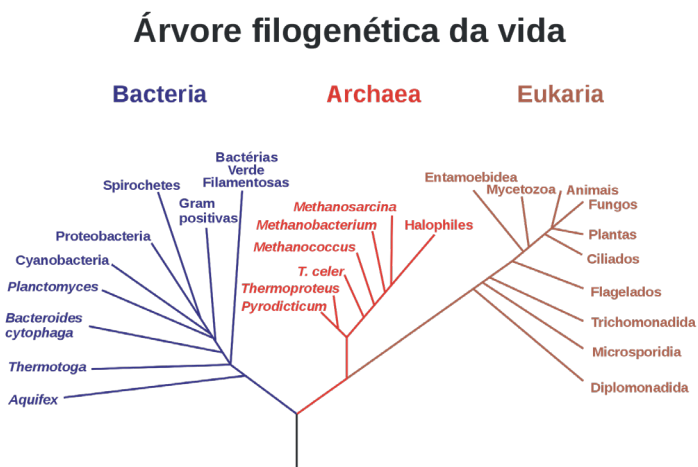 Árvore filogenética da vida
Bacteria
Archaea
Eukaria
Bactérias
Verde
Filamentosas
Spirochetes
Gram
positivas
Proteobacteria
Cyanobacteria
Planctomyces
Bacteroides
cytophaga
Thermotoga
Aquifex
Methanosarcina
Methanobacterium
Halophiles
Methanococcus
T. celer
Thermoproteus
Pyrodicticum
Entamoebidea
Mycetozoa
Animais
Fungos
Plantas
Ciliados
Flagelados
Trichomonadida
Microsporidia
Diplomonadida